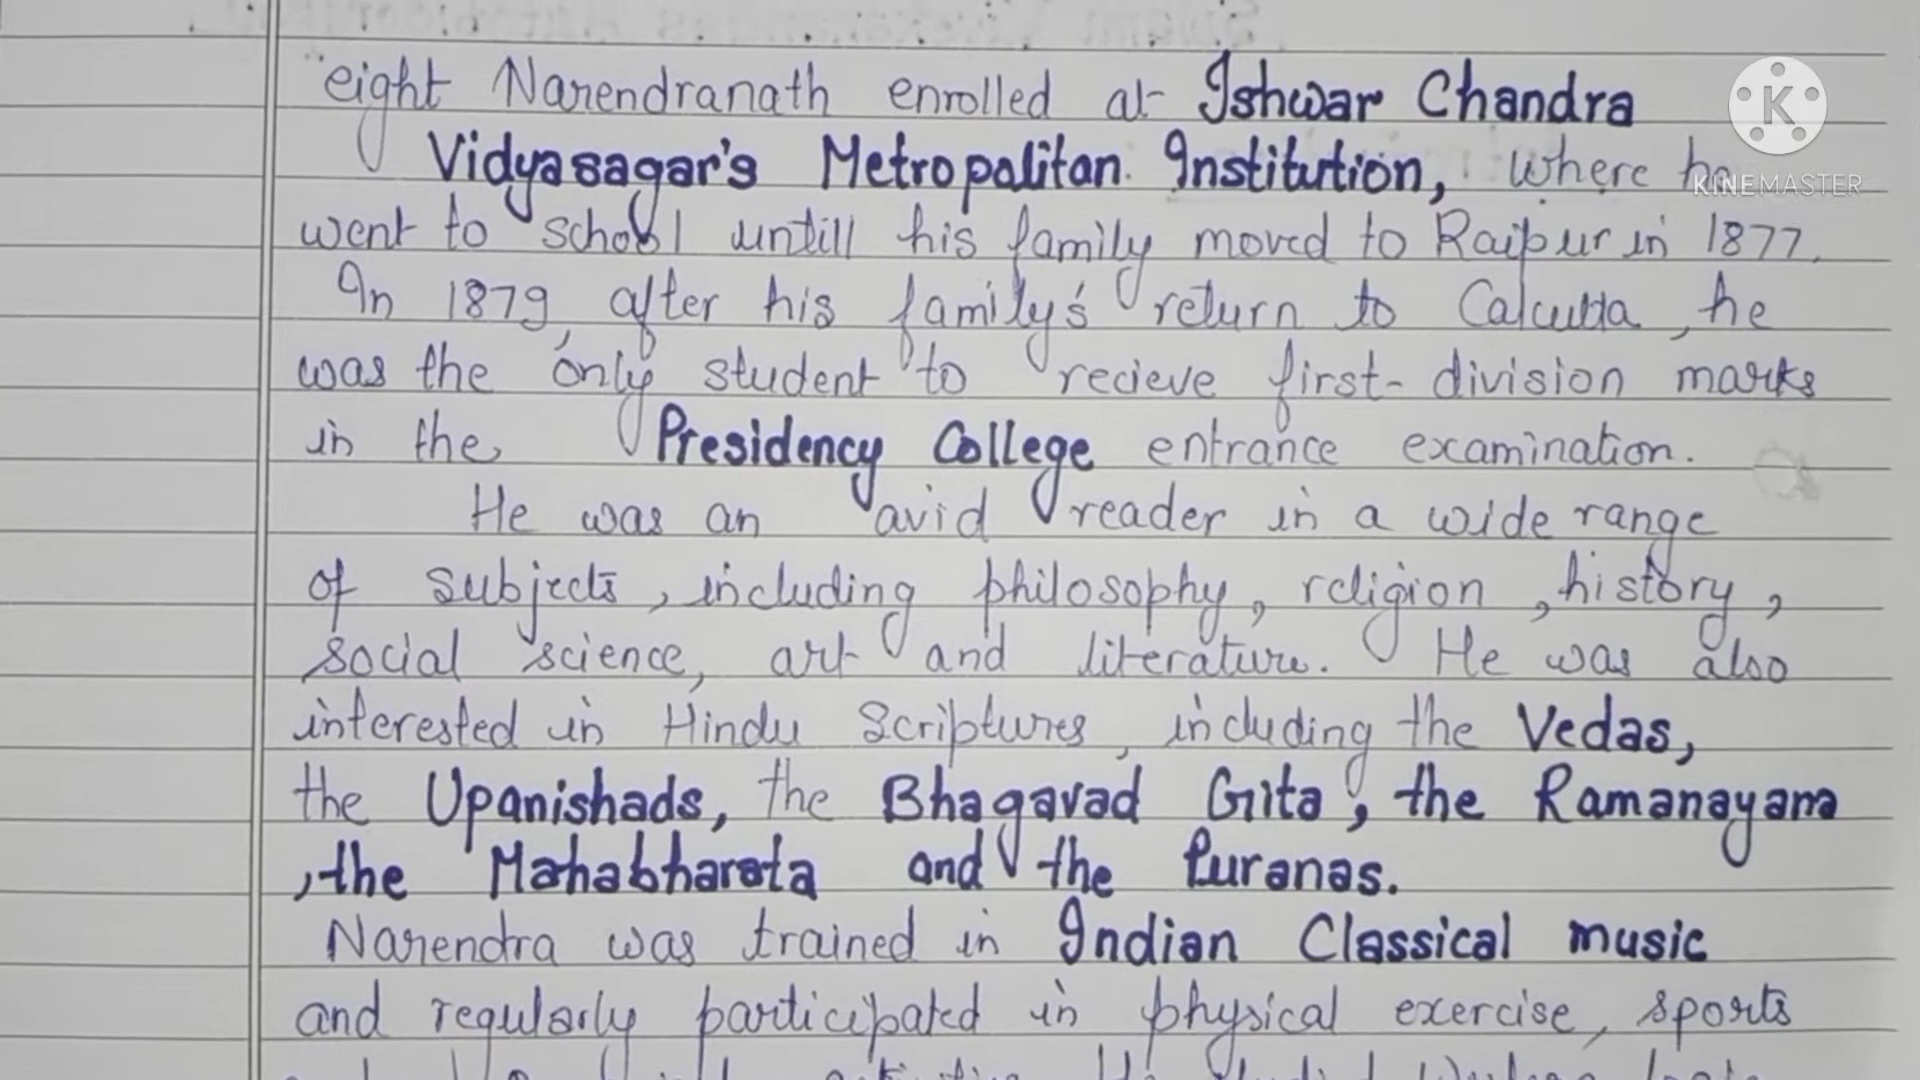 eight Narendranath enrolled at Ishwar Chandra
Vidyasagar's Metropolitan Institution, where he
went to school untill his family moved to Raipur in 1877.
In 1879, after his family's return to Calcutta, he
was the only student to recieve first-division marks
in the Presidency College entrance examination.
He was an avid reader in a wide range
of subjects, including philosophy, religion, history,
social science, art and literature. He was also
interested in Hindu Scriptures, including the Vedas,
the Upanishads, the Bhagavad Gita, the Ramanayana
, the Mahabharata and the Puranas.
Narendra was trained in Indian Classical music
and regularly participated in physical exercise, sports
KINEMASTER